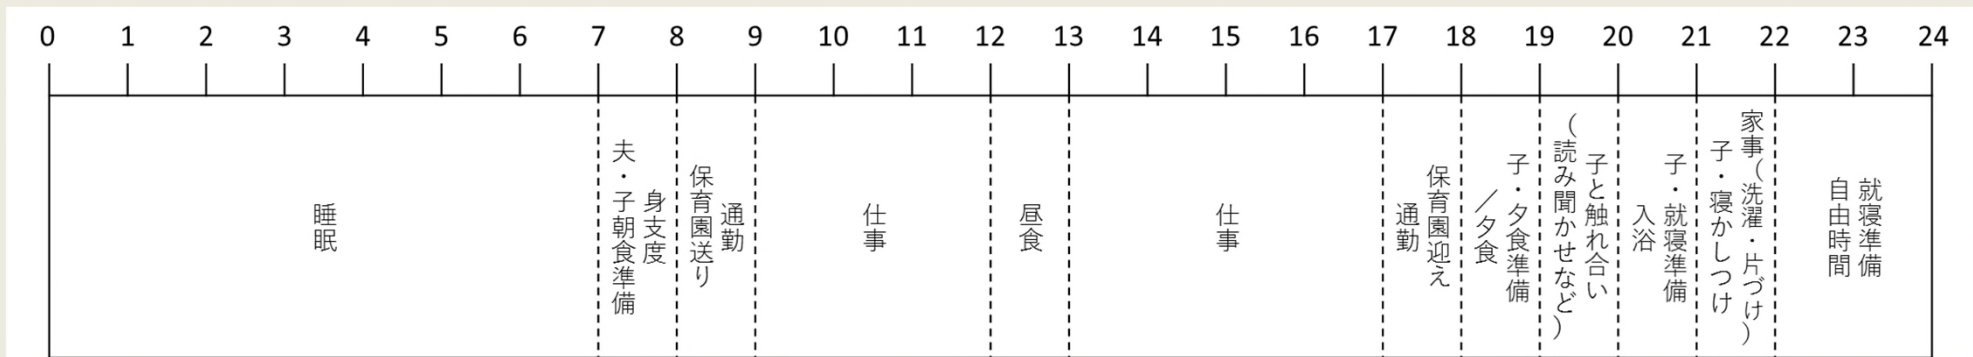 0 1 2 3 4 5 6 7 8 9 10 11 12 13 14 15 16 17 18 19 20 21 22 23 24
睡眠
身支度
夫・子朝食準備
通勤
保育園送り
仕事
昼食
仕事
保育園迎え
通勤
子・夕食準備
／夕食
子と触れ合い
（読み聞かせなど）
子・就寝準備
入浴
家事（洗濯・片づけ）
子・寝かしつけ
就寝準備
自由時間